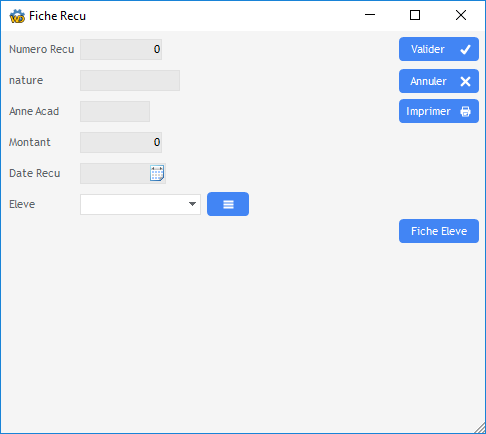 Fiche Recu
Numero Recu 0 Valider
nature Annuler
Anne Acad Imprimer
Montant 0
Date Recu
Eleve
Fiche Eleve